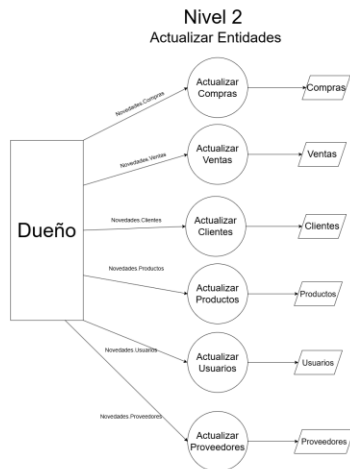 Nivel 2
Actualizar Entidades
Actualizar
Compras
Compras
Novedades.Compras
Actualizar
Ventas
Ventas
Novedades.Ventas
Dueño
Novedades.Clientes
Actualizar
Clientes
Clientes
Novedades.Productos
Actualizar
Productos
Productos
Novedades.Usuarios
Actualizar
Usuarios
Usuarios
Novedades.Proveedores
Actualizar
Proveedores
Proveedores